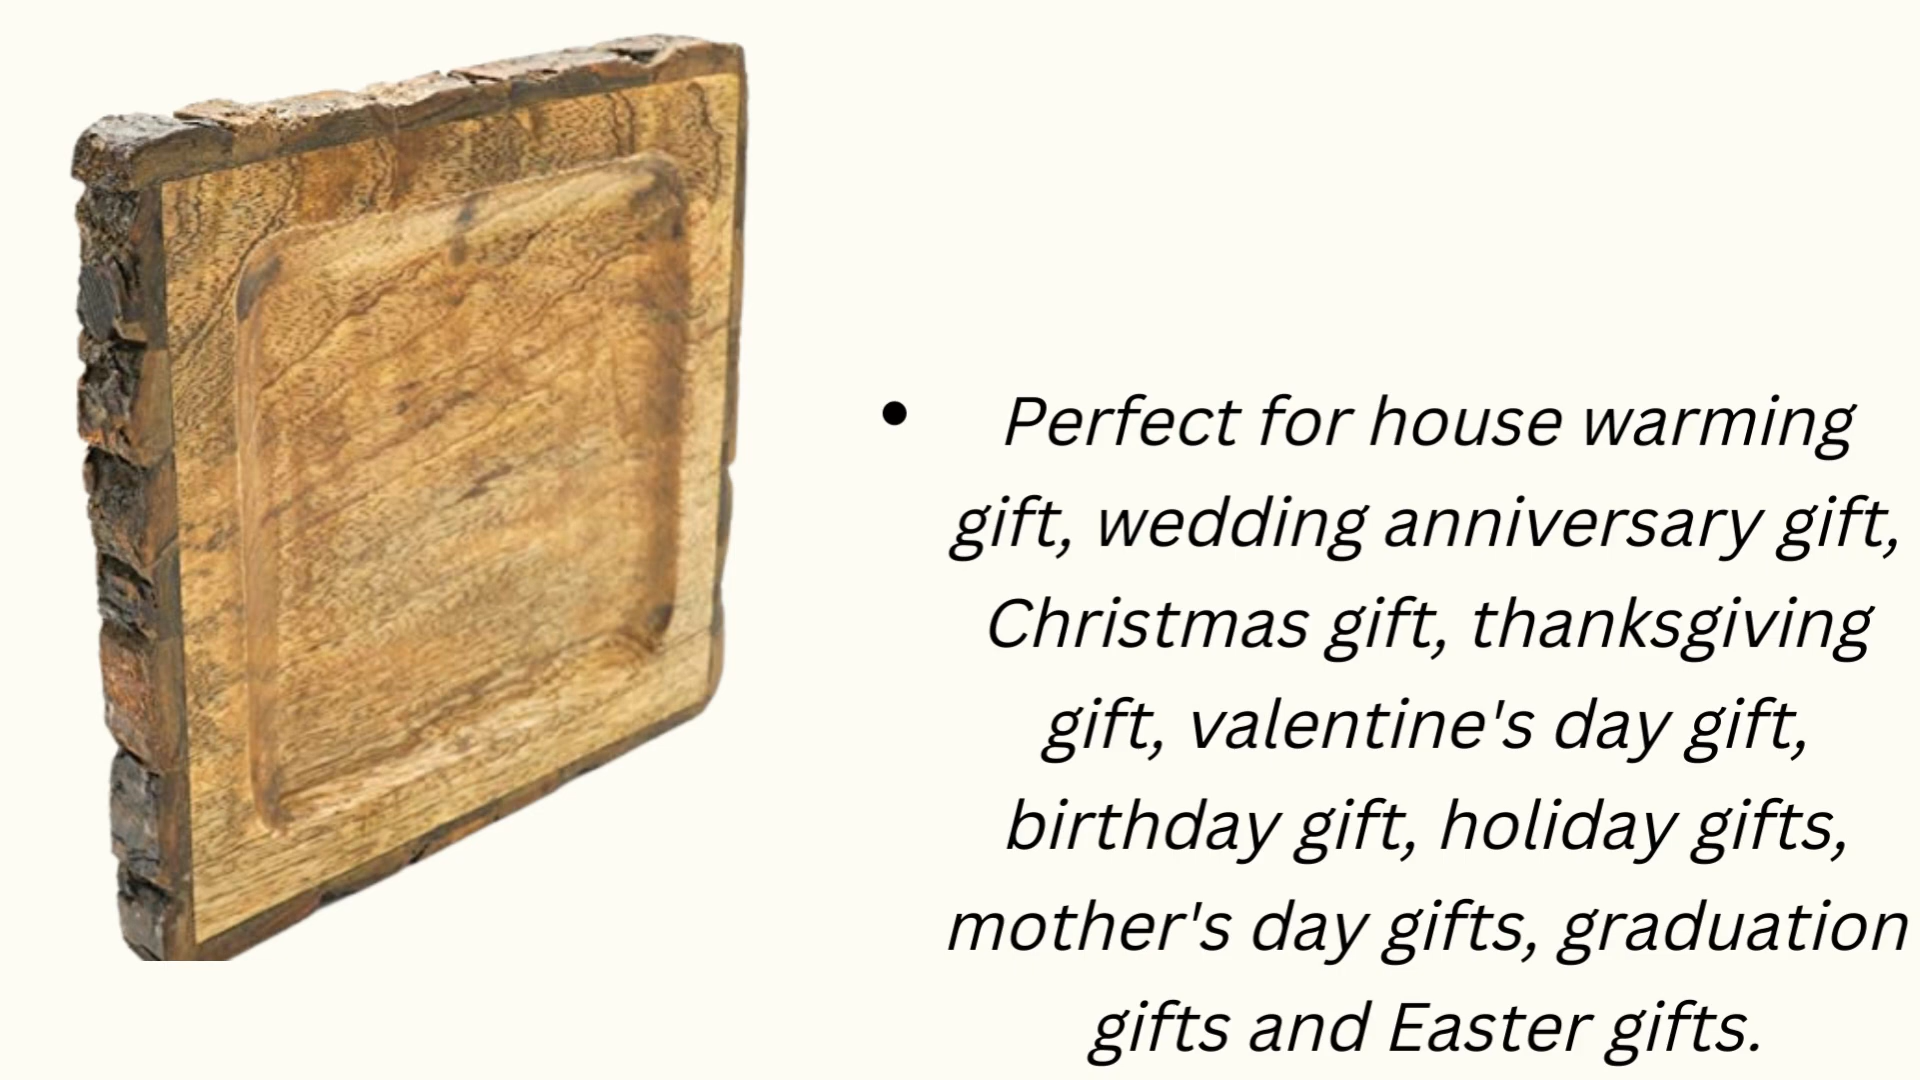 • Perfect for house warming
gift, wedding anniversary gift,
Christmas gift, thanksgiving
gift, valentine's day gift,
birthday gift, holiday gifts,
mother's day gifts, graduation
gifts and Easter gifts.